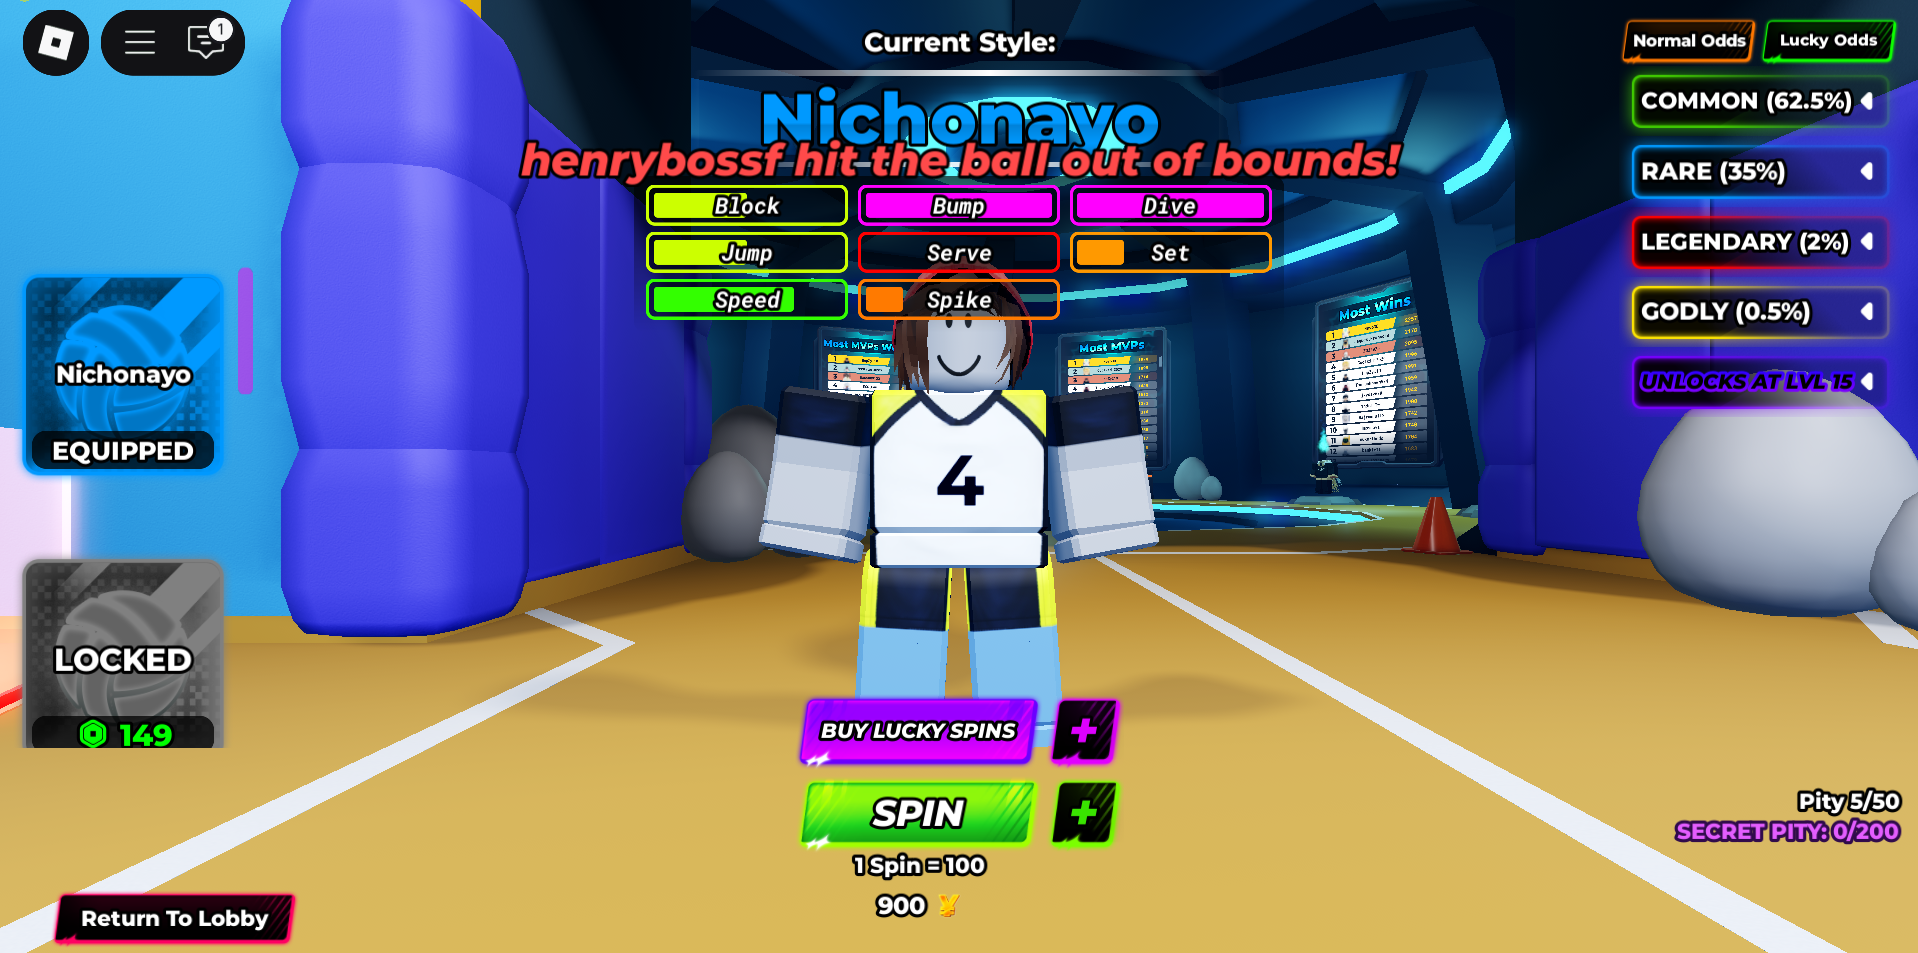 1
Current Style:
Nichonayo
henrybossf hit the ball out of bounds!
Block
Bump
Dive
Jump
Serve
Set
Speed
Spike
Normal Odds
Lucky Odds
COMMON (62.5%)
RARE (35%)
LEGENDARY (2%)
GODLY (0.5%)
UNLOCKS AT LVL 15
Nichonayo
EQUIPPED
LOCKED
149
Most MVPs
Most Wins
4
BUY LUCKY SPINS
+
SPIN
+
1 Spin = 100
900
Pity 5/50
SECRET PITY: 0/200
Return To Lobby